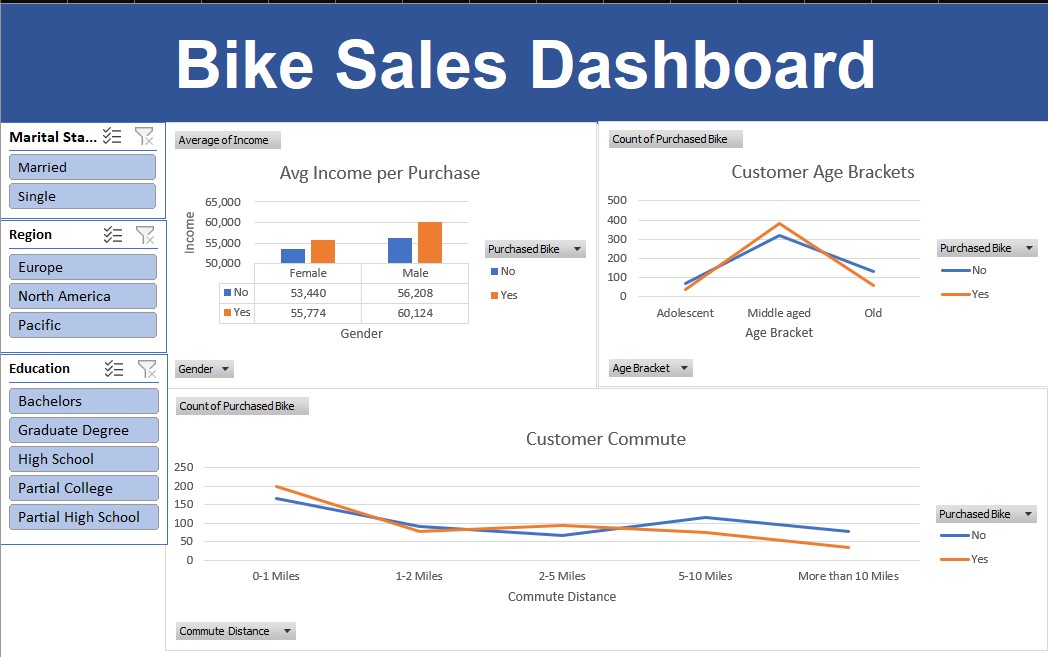 Bike Sales Dashboard
Marital Sta...
Married
Single
Region
Europe
North America
Pacific
Education
Bachelors
Graduate Degree
High School
Partial College
Partial High School
Average of Income
Avg Income per Purchase
65,000
60,000
55,000
50,000
Income
Female Male
No 53,440 56,208
Yes 55,774 60,124
Gender
Purchased Bike
No
Yes
Gender
Count of Purchased Bike
Customer Age Brackets
500
400
300
200
100
0
Adolescent Middle aged Old
Age Bracket
Purchased Bike
No
Yes
Age Bracket
Count of Purchased Bike
Customer Commute
250
200
150
100
50
0
0-1 Miles 1-2 Miles 2-5 Miles 5-10 Miles More than 10 Miles
Commute Distance
Purchased Bike
No
Yes
Commute Distance